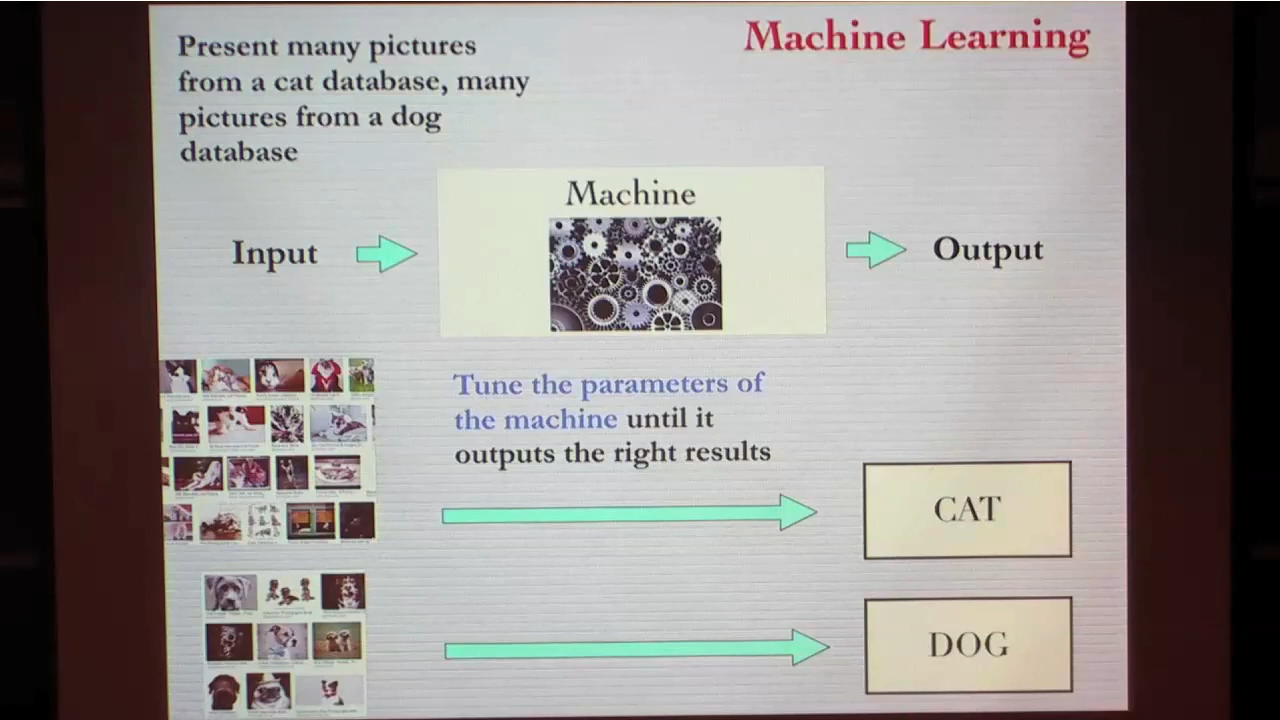 Machine Learning
Present many pictures
from a cat database, many
pictures from a dog
database
Machine
Input
Output
Tune the parameters of
the machine until it
outputs the right results
CAT
DOG